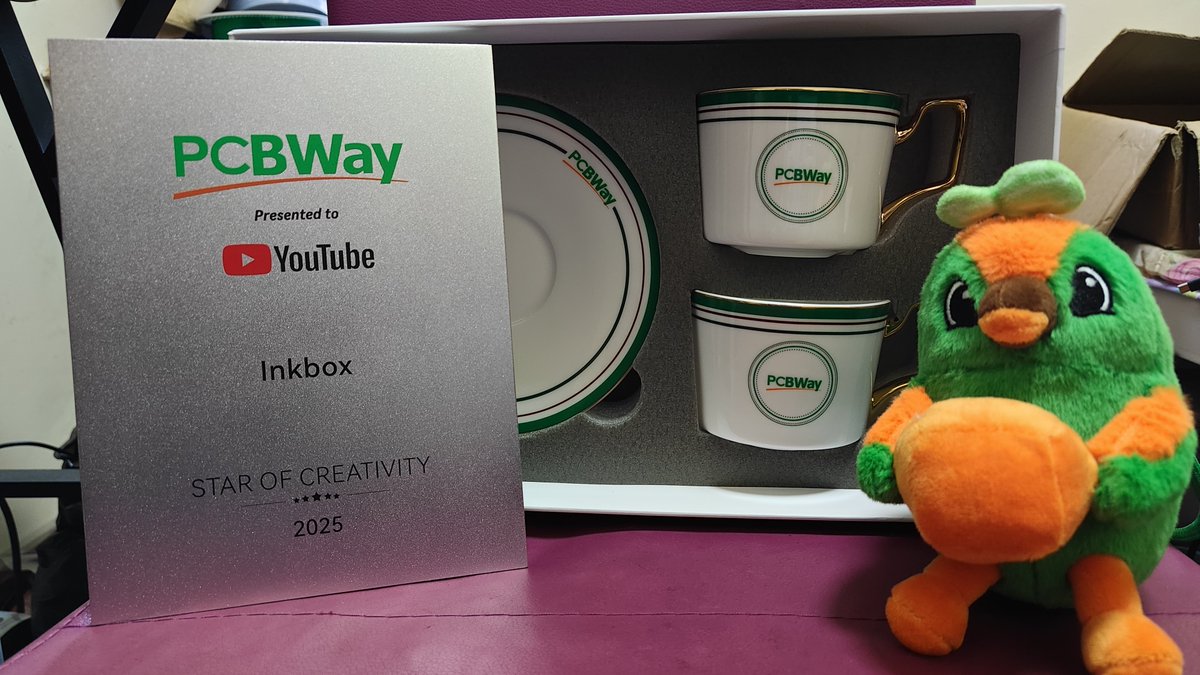 PCBWay
Presented to
YouTube
Inkbox
STAR OF CREATIVITY
2025
PCBWay
PCBWay
PCBWay